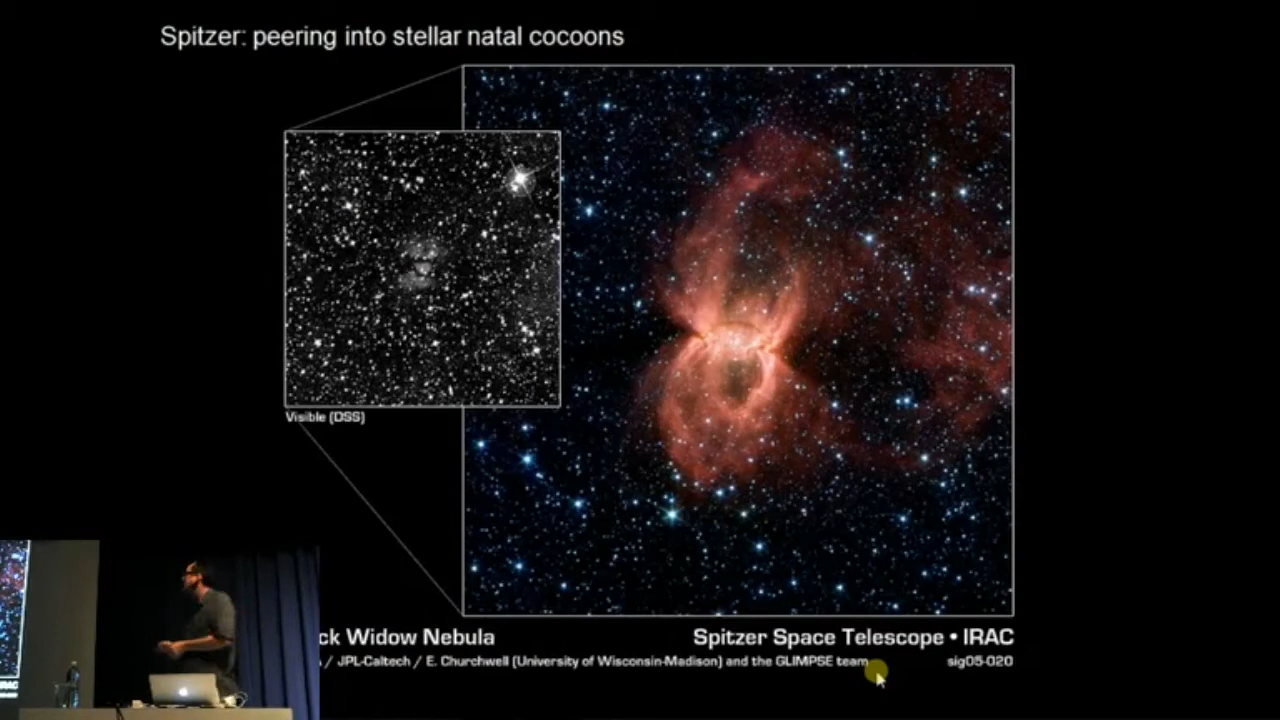 Spitzer: peering into stellar natal cocoons
Visible (DSS)
ck Widow Nebula
Spitzer Space Telescope • IRAC
/ JPL-Caltech / E. Churchwell (University of Wisconsin-Madison) and the GLIMPSE team
sig05-020